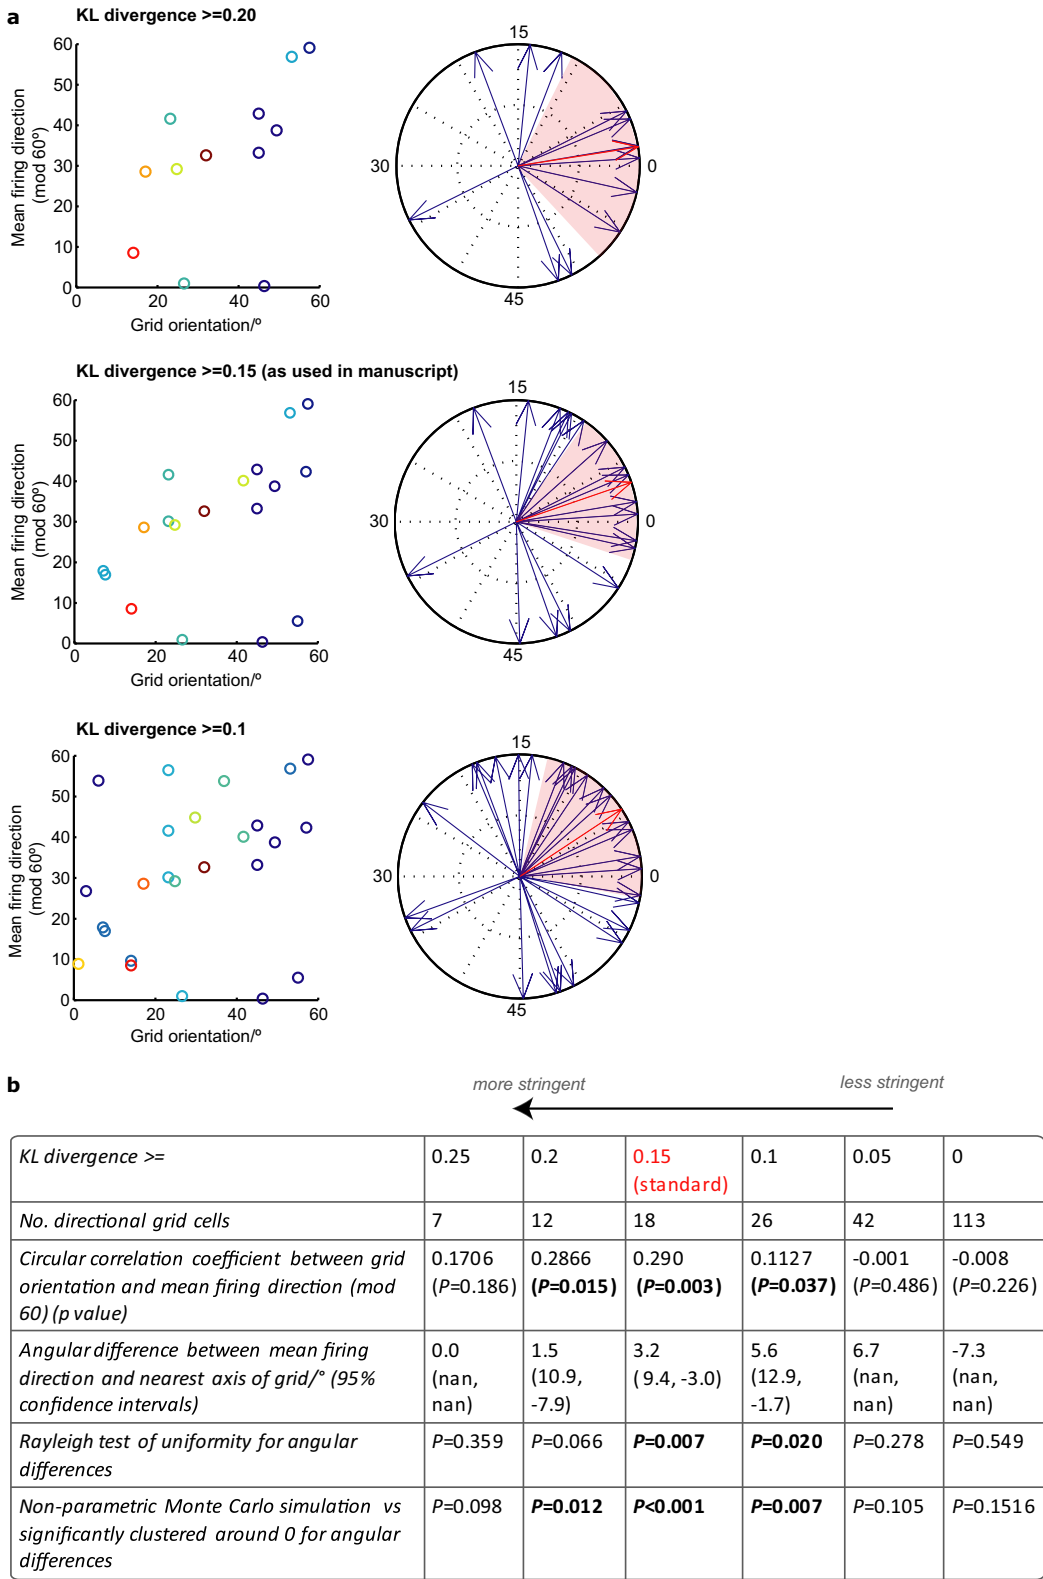 a
KL divergence >=0.20
Mean firing direction
(mod 60º)
60
50
40
30
20
10
0
0
20
40
60
Grid orientation/º
15
30
0
45
KL divergence >=0.15 (as used in manuscript)
Mean firing direction
(mod 60º)
60
50
40
30
20
10
0
0
20
40
60
Grid orientation/º
15
30
0
45
KL divergence >=0.1
Mean firing direction
(mod 60º)
60
50
40
30
20
10
0
0
20
40
60
Grid orientation/º
15
30
0
45
b
more stringent
less stringent
KL divergence >=
0.25
0.2
0.15
(standard)
0.1
0.05
0
No. directional grid cells
7
12
18
26
42
113
Circular correlation coefficient between grid
orientation and mean firing direction (mod
60) (p value)
0.1706
(P=0.186)
0.2866
(P=0.015)
0.290
(P=0.003)
0.1127
(P=0.037)
-0.001
(P=0.486)
-0.008
(P=0.226)
Angular difference between mean firing
direction and nearest axis of grid/° (95%
confidence intervals)
0.0
(nan,
nan)
1.5
(10.9,
-7.9)
3.2
( 9.4, -3.0)
5.6
(12.9,
-1.7)
6.7
(nan,
nan)
-7.3
(nan,
nan)
Rayleigh test of uniformity for angular
differences
P=0.359
P=0.066
P=0.007
P=0.020
P=0.278
P=0.549
Non-parametric Monte Carlo simulation vs
significantly clustered around 0 for angular
differences
P=0.098
P=0.012
P<0.001
P=0.007
P=0.105
P=0.1516